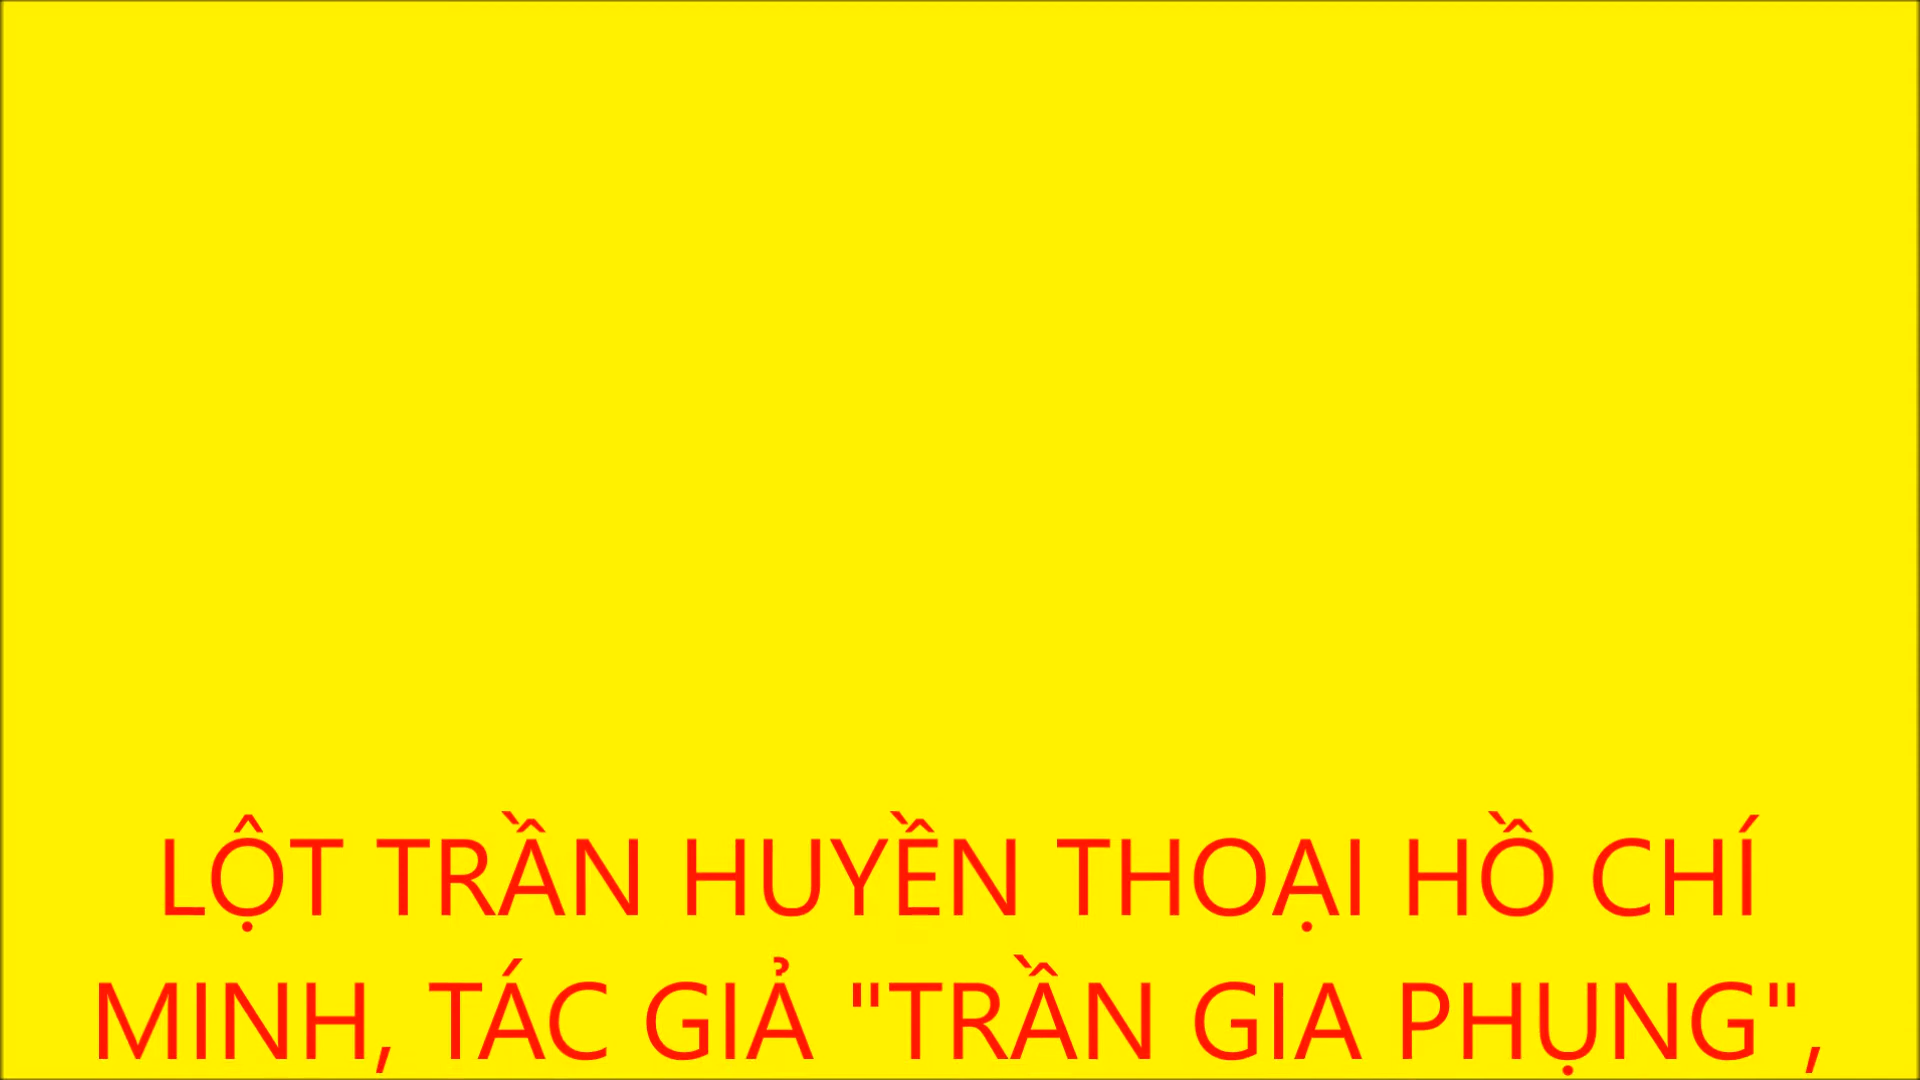 LỘT TRẦN HUYỀN THOẠI HỒ CHÍ
MINH, TÁC GIẢ "TRẦN GIA PHỤNG",